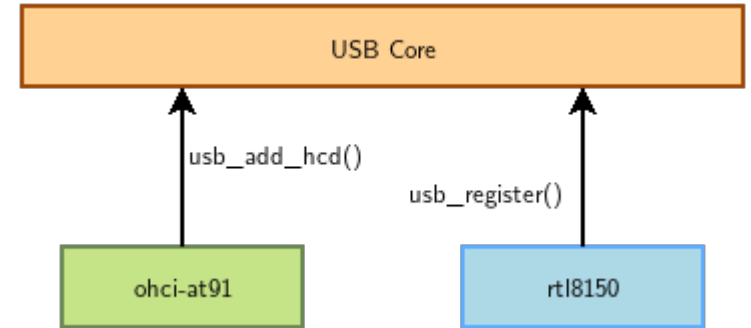 USB Core
usb_add_hcd()
usb_register()
ohci-at91
rtl8150